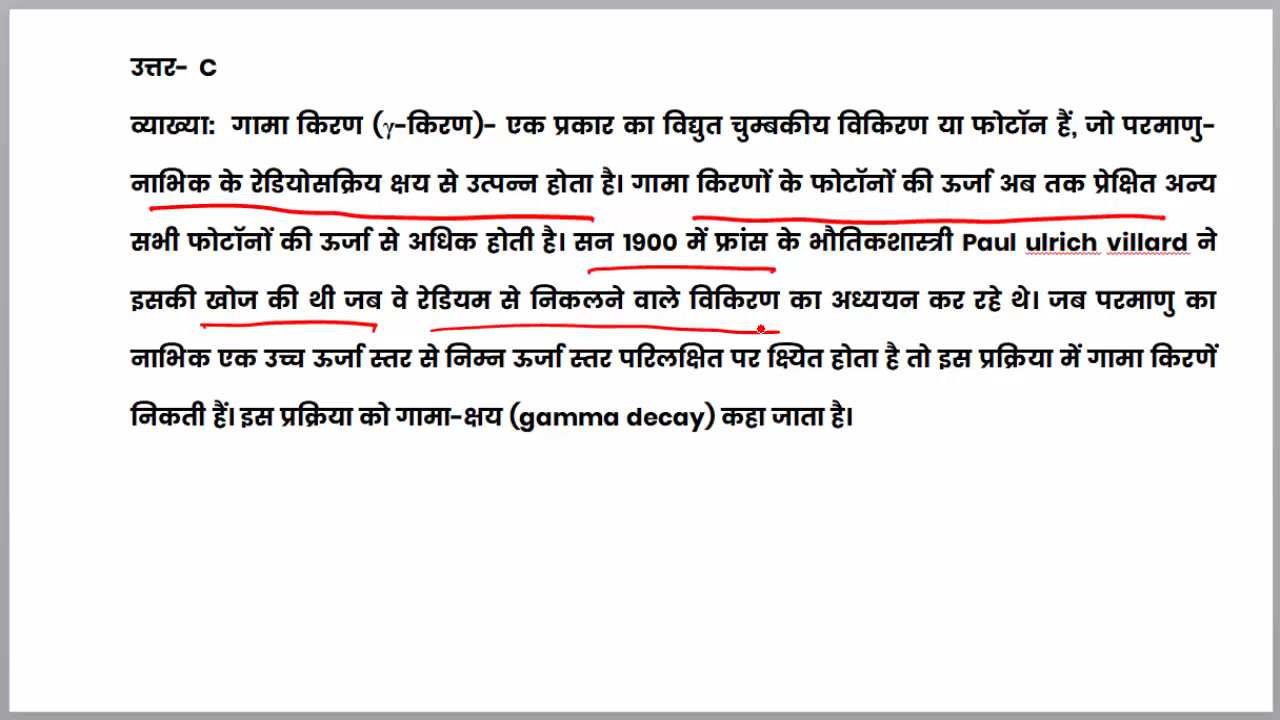 उत्तर- C
व्याख्या: गामा किरण (γ-किरण)- एक प्रकार का विद्युत चुम्बकीय विकिरण या फोटॉन हैं, जो परमाणु-
नाभिक के रेडियोसक्रिय क्षय से उत्पन्न होता है। गामा किरणों के फोटॉनों की ऊर्जा अब तक प्रेक्षित अन्य
सभी फोटॉनों की ऊर्जा से अधिक होती है। सन 1900 में फ्रांस के भौतिकशास्त्री Paul ulrich villard ने
इसकी खोज की थी जब वे रेडियम से निकलने वाले विकिरण का अध्ययन कर रहे थे। जब परमाणु का
नाभिक एक उच्च ऊर्जा स्तर से निम्न ऊर्जा स्तर परिलक्षित पर क्ष्यित होता है तो इस प्रक्रिया में गामा किरणें
निकती हैं। इस प्रक्रिया को गामा-क्षय (gamma decay) कहा जाता है।